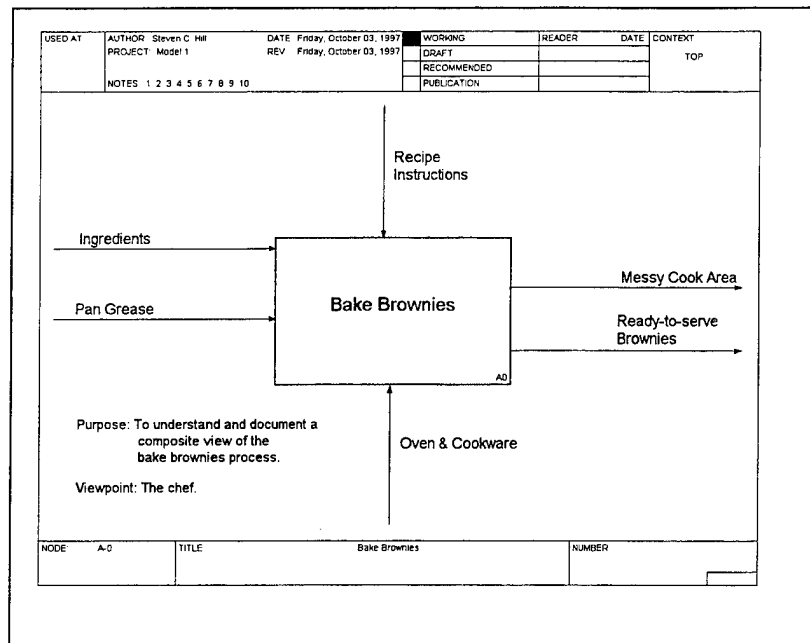 USED AT
AUTHOR Steven C. Hill
DATE Friday, October 03, 1997
PROJECT: Model 1
REV Friday, October 03, 1997
NOTES 1 2 3 4 5 6 7 8 9 10
WORKING
DRAFT
RECOMMENDED
PUBLICATION
READER DATE
CONTEXT
TOP
Recipe
Instructions
Ingredients
Pan Grease
Bake Brownies
A0
Messy Cook Area
Ready-to-serve
Brownies
Oven & Cookware
Purpose: To understand and document a
composite view of the
bake brownies process.
Viewpoint: The chef.
NODE: A-0
TITLE
Bake Brownies
NUMBER